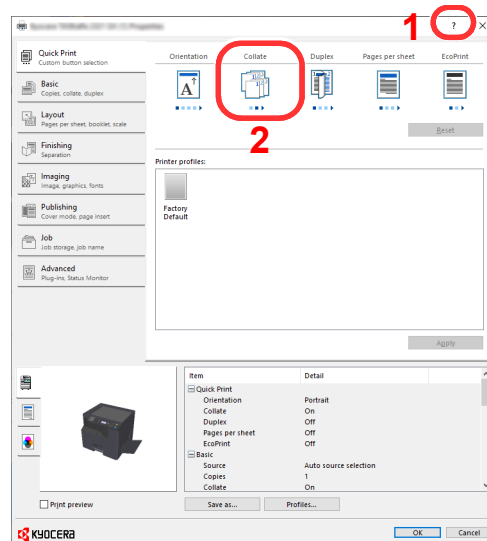 1
?
Quick Print
Custom button selection
Basic
Copies, collate, duplex
Layout
Pages per sheet, booklet, scale
Finishing
Separation
Imaging
Image, graphics, fonts
Publishing
Cover mode, page insert
Job
Job storage, job name
Advanced
Plug-ins, Status Monitor
Orientation Collate Duplex Pages per sheet EcoPrint
A
2
Reset
Printer profiles:
Factory
Default
Apply
Item Detail
Quick Print
Orientation Portrait
Collate On
Duplex Off
Pages per sheet Off
EcoPrint Off
Basic
Source Auto source selection
Copies 1
Collate On
Print preview
Save as... Profiles...
KYOCERA
OK Cancel